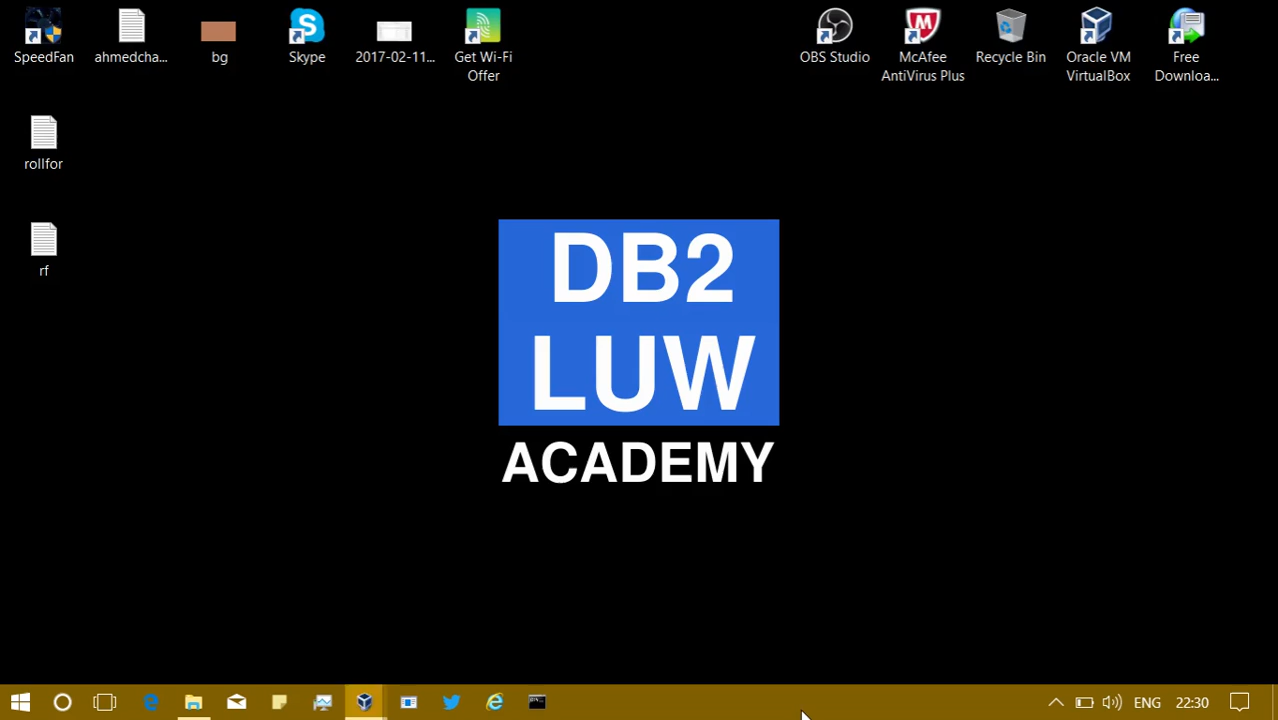 SpeedFan
ahmedcha...
bg
Skype
2017-02-11...
Get Wi-Fi
Offer
OBS Studio
McAfee
AntiVirus Plus
Recycle Bin
Oracle VM
VirtualBox
Free
Downloa...
rollfor
rf
DB2
LUW
ACADEMY
ENG
22:30